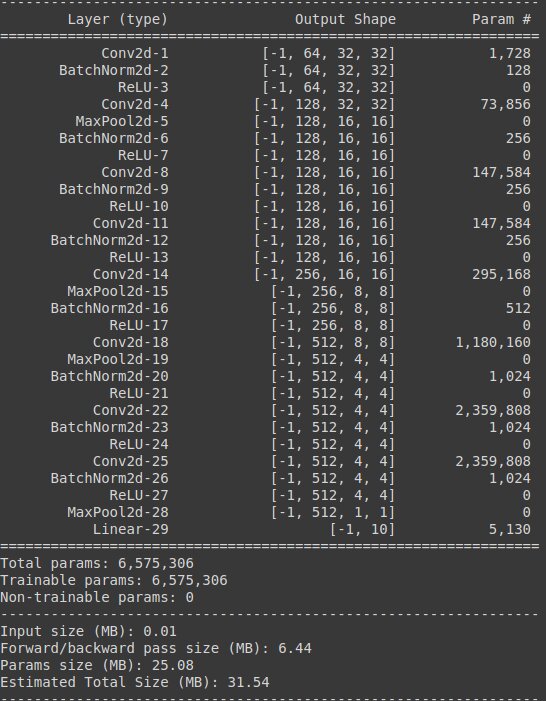 ----------------------------------------------------------------
        Layer (type)               Output Shape         Param #
================================================================
            Conv2d-1           [-1, 64, 32, 32]           1,728
       BatchNorm2d-2           [-1, 64, 32, 32]             128
              ReLU-3           [-1, 64, 32, 32]               0
            Conv2d-4          [-1, 128, 32, 32]          73,856
         MaxPool2d-5          [-1, 128, 16, 16]               0
       BatchNorm2d-6          [-1, 128, 16, 16]             256
              ReLU-7          [-1, 128, 16, 16]               0
            Conv2d-8          [-1, 128, 16, 16]         147,584
       BatchNorm2d-9          [-1, 128, 16, 16]             256
             ReLU-10          [-1, 128, 16, 16]               0
           Conv2d-11          [-1, 128, 16, 16]         147,584
      BatchNorm2d-12          [-1, 128, 16, 16]             256
             ReLU-13          [-1, 128, 16, 16]               0
           Conv2d-14          [-1, 256, 16, 16]         295,168
        MaxPool2d-15            [-1, 256, 8, 8]               0
      BatchNorm2d-16            [-1, 256, 8, 8]             512
             ReLU-17            [-1, 256, 8, 8]               0
           Conv2d-18            [-1, 512, 8, 8]       1,180,160
        MaxPool2d-19            [-1, 512, 4, 4]               0
      BatchNorm2d-20            [-1, 512, 4, 4]           1,024
             ReLU-21            [-1, 512, 4, 4]               0
           Conv2d-22            [-1, 512, 4, 4]       2,359,808
      BatchNorm2d-23            [-1, 512, 4, 4]           1,024
             ReLU-24            [-1, 512, 4, 4]               0
           Conv2d-25            [-1, 512, 4, 4]       2,359,808
      BatchNorm2d-26            [-1, 512, 4, 4]           1,024
             ReLU-27            [-1, 512, 4, 4]               0
        MaxPool2d-28            [-1, 512, 1, 1]               0
           Linear-29                   [-1, 10]           5,130
================================================================
Total params: 6,575,306
Trainable params: 6,575,306
Non-trainable params: 0
----------------------------------------------------------------
Input size (MB): 0.01
Forward/backward pass size (MB): 6.44
Params size (MB): 25.08
Estimated Total Size (MB): 31.54
----------------------------------------------------------------